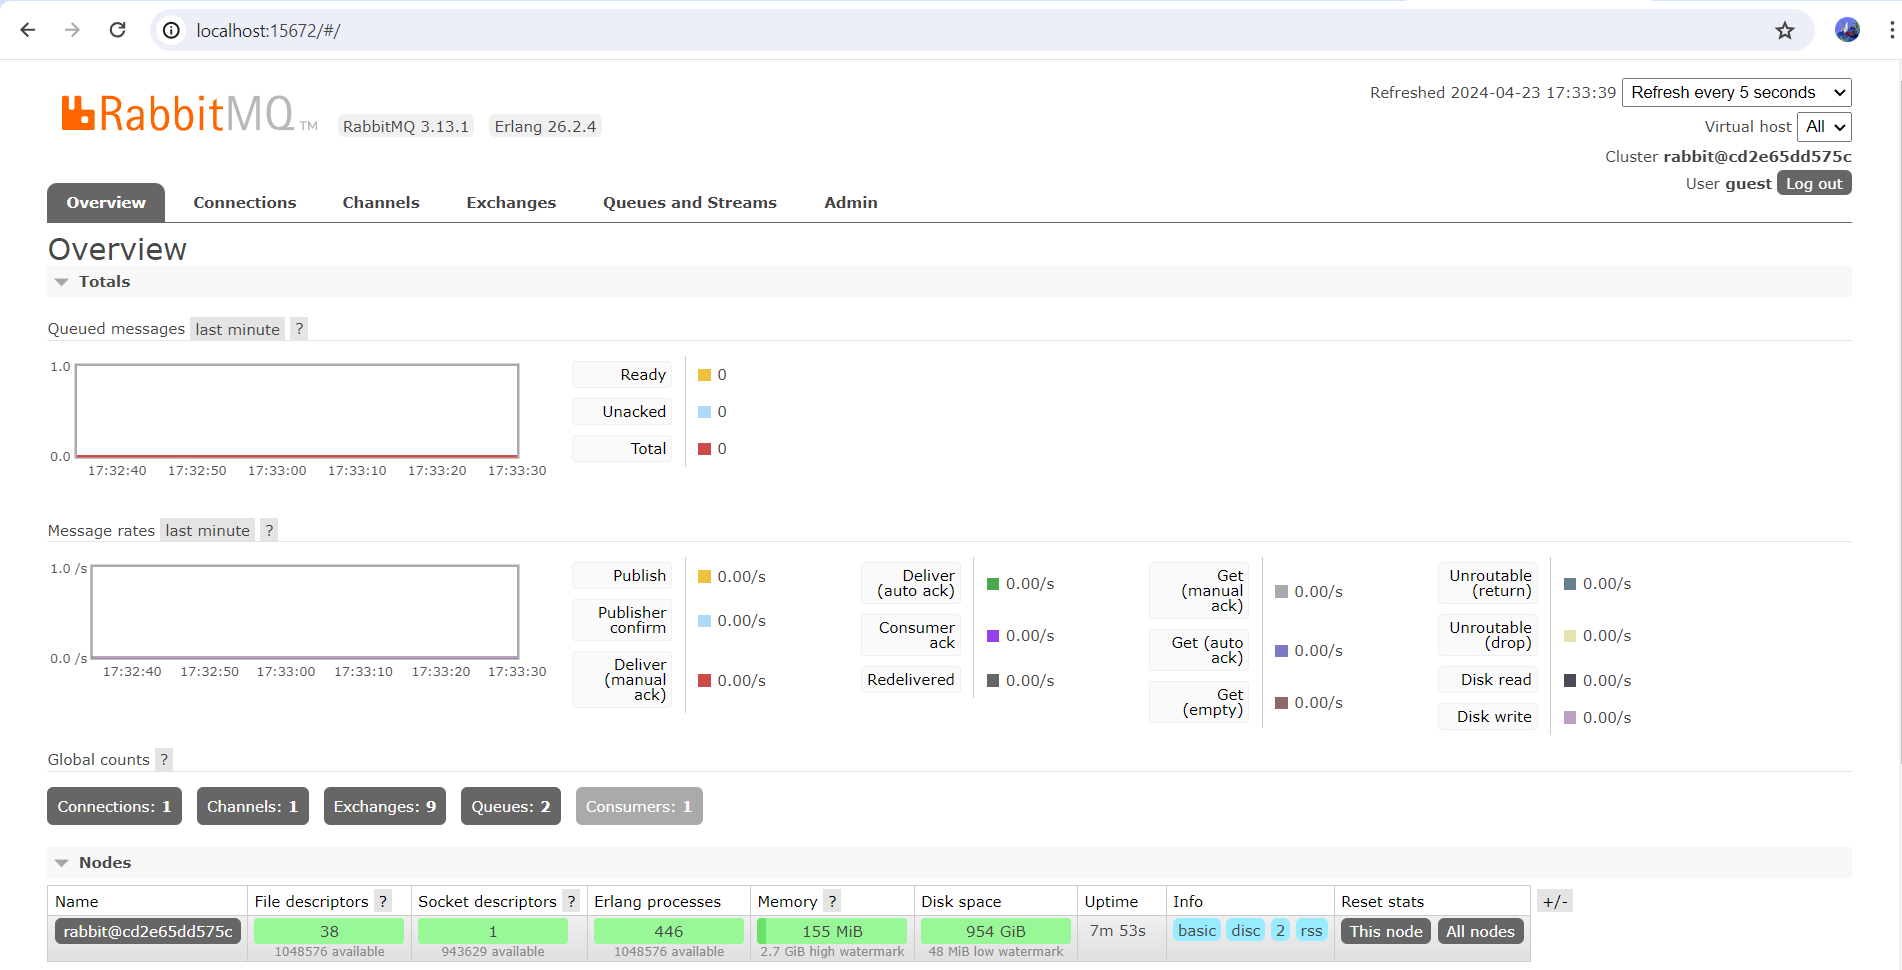 localhost:15672/#/
RabbitMQ TM RabbitMQ 3.13.1 Erlang 26.2.4
Refreshed 2024-04-23 17:33:39 Refresh every 5 seconds
Virtual host All
Cluster rabbit@cd2e65dd575c
User guest Log out
Overview Connections Channels Exchanges Queues and Streams Admin
Overview
Totals
Queued messages last minute ?
1.0
0.0
17:32:40 17:32:50 17:33:00 17:33:10 17:33:20 17:33:30
Ready 0
Unacked 0
Total 0
Message rates last minute ?
1.0 /s
0.0 /s
17:32:40 17:32:50 17:33:00 17:33:10 17:33:20 17:33:30
Publish 0.00/s
Publisher
confirm 0.00/s
Deliver
(manual
ack) 0.00/s
Deliver
(auto ack) 0.00/s
Consumer
ack 0.00/s
Redelivered 0.00/s
Get
(manual
ack) 0.00/s
Get (auto
ack) 0.00/s
Get
(empty) 0.00/s
Unroutable
(return) 0.00/s
Unroutable
(drop) 0.00/s
Disk read 0.00/s
Disk write 0.00/s
Global counts ?
Connections: 1 Channels: 1 Exchanges: 9 Queues: 2 Consumers: 1
Nodes
Name File descriptors ? Socket descriptors ? Erlang processes Memory ? Disk space Uptime Info Reset stats +/-
rabbit@cd2e65dd575c 38 1 446 155 MiB 954 GiB 7m 53s basic disc 2 rss This node All nodes
1048576 available 943629 available 1048576 available 2.7 GiB high watermark 48 MiB low watermark